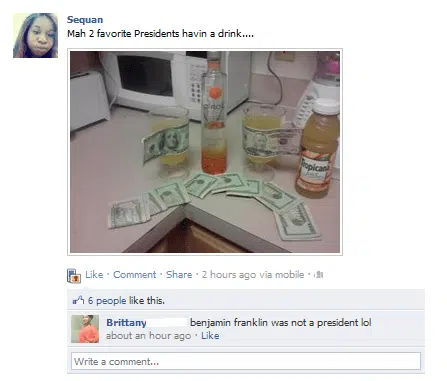 Sequan
Mah 2 favorite Presidents havin a drink....
CIROC
Tropicana
Like · Comment · Share · 2 hours ago via mobile ·
6 people like this.
Brittany benjamin franklin was not a president lol
about an hour ago · Like
Write a comment...